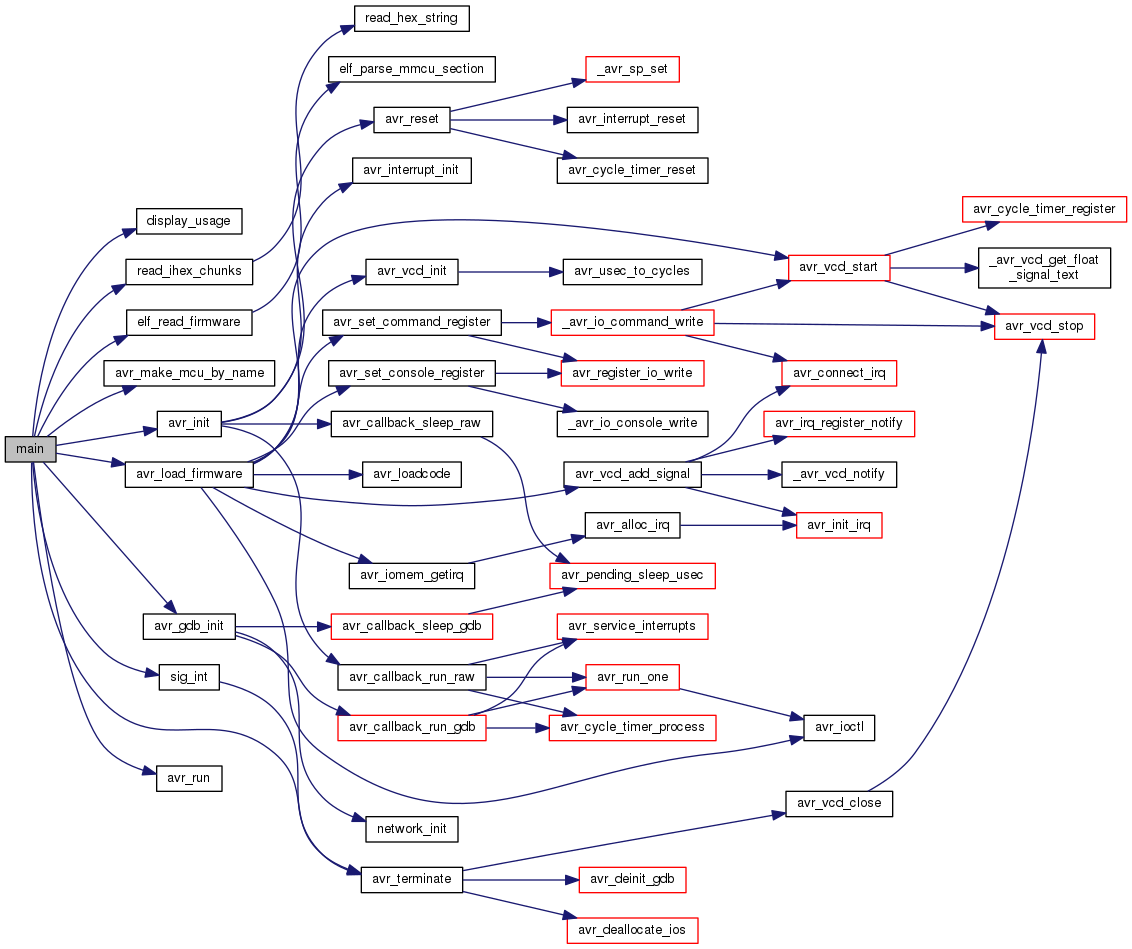 read_hex_string
elf_parse_mmcu_section
_avr_sp_set
avr_reset
avr_interrupt_reset
avr_interrupt_init
avr_cycle_timer_reset
display_usage
avr_cycle_timer_register
read_ihex_chunks
avr_vcd_init
avr_usec_to_cycles
avr_vcd_start
_avr_vcd_get_float
_signal_text
elf_read_firmware
avr_set_command_register
_avr_io_command_write
avr_vcd_stop
avr_make_mcu_by_name
avr_set_console_register
avr_register_io_write
avr_connect_irq
avr_init
avr_callback_sleep_raw
_avr_io_console_write
avr_irq_register_notify
main
avr_load_firmware
avr_loadcode
avr_vcd_add_signal
_avr_vcd_notify
avr_alloc_irq
avr_init_irq
avr_iomem_getirq
avr_pending_sleep_usec
avr_gdb_init
avr_callback_sleep_gdb
avr_service_interrupts
sig_int
avr_callback_run_raw
avr_run_one
avr_callback_run_gdb
avr_cycle_timer_process
avr_ioctl
avr_run
avr_vcd_close
network_init
avr_terminate
avr_deinit_gdb
avr_deallocate_ios